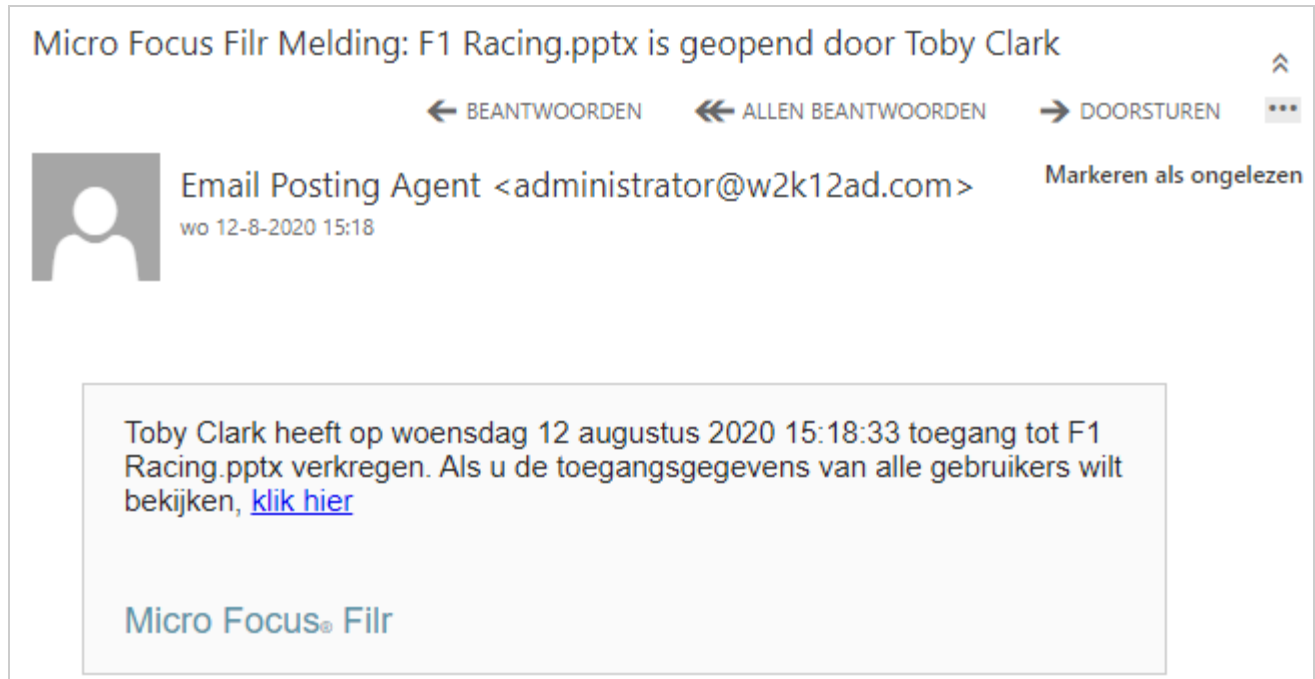 Micro Focus Filr Melding: F1 Racing.pptx is geopend door Toby Clark
BEANTWOORDEN ALLEN BEANTWOORDEN DOORSTUREN
Email Posting Agent <administrator@w2k12ad.com>
Markeren als ongelezen
wo 12-8-2020 15:18
Toby Clark heeft op woensdag 12 augustus 2020 15:18:33 toegang tot F1
Racing.pptx verkregen. Als u de toegangsgegevens van alle gebruikers wilt
bekijken, klik hier
Micro Focus® Filr